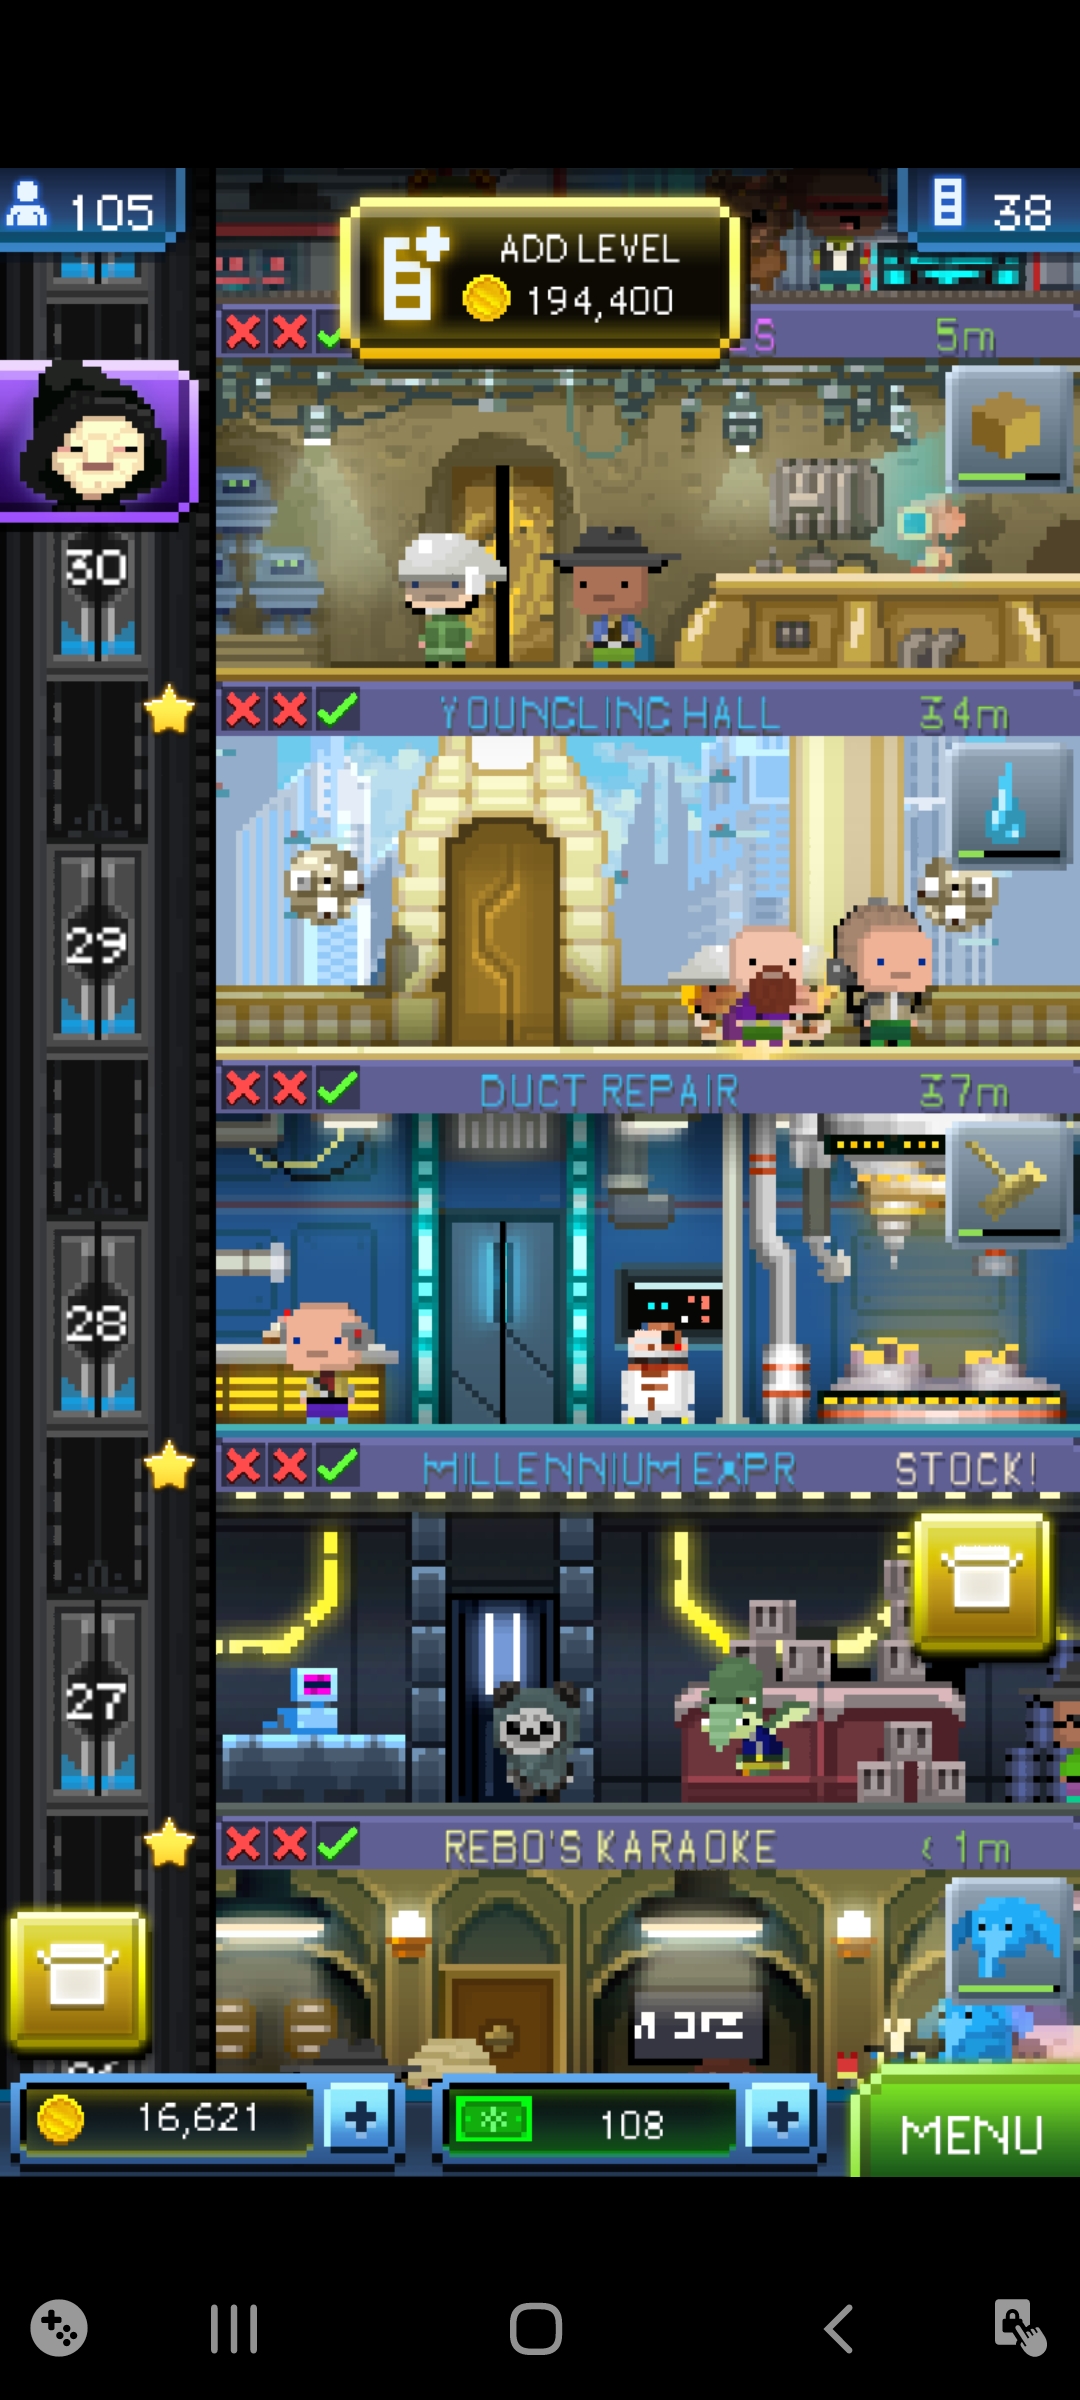 105
ADD LEVEL
194,400
38
5m
30
YOUNGLING HALL
34m
29
DUCT REPAIR
37m
28
MILLENNIUM EXPR
STOCK!
27
REBO'S KARAOKE
< 1m
16,621
108
MENU